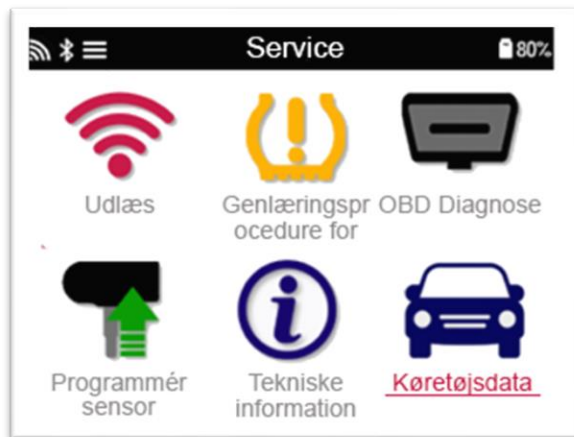 Service
80%
Udlæs
Genlæringspr
ocedure for
OBD Diagnose
Programmér
sensor
Tekniske
information
Køretøjsdata